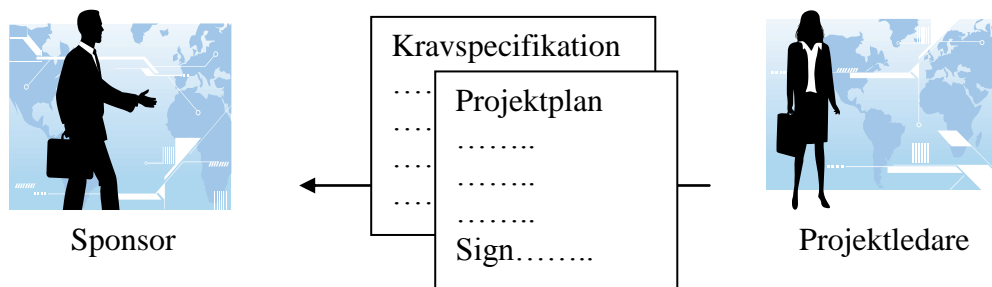 Kravspecifikation
…..
…..
…..
…..
Projektplan
……..
……..
……..
Sign……..
Sponsor
Projektledare